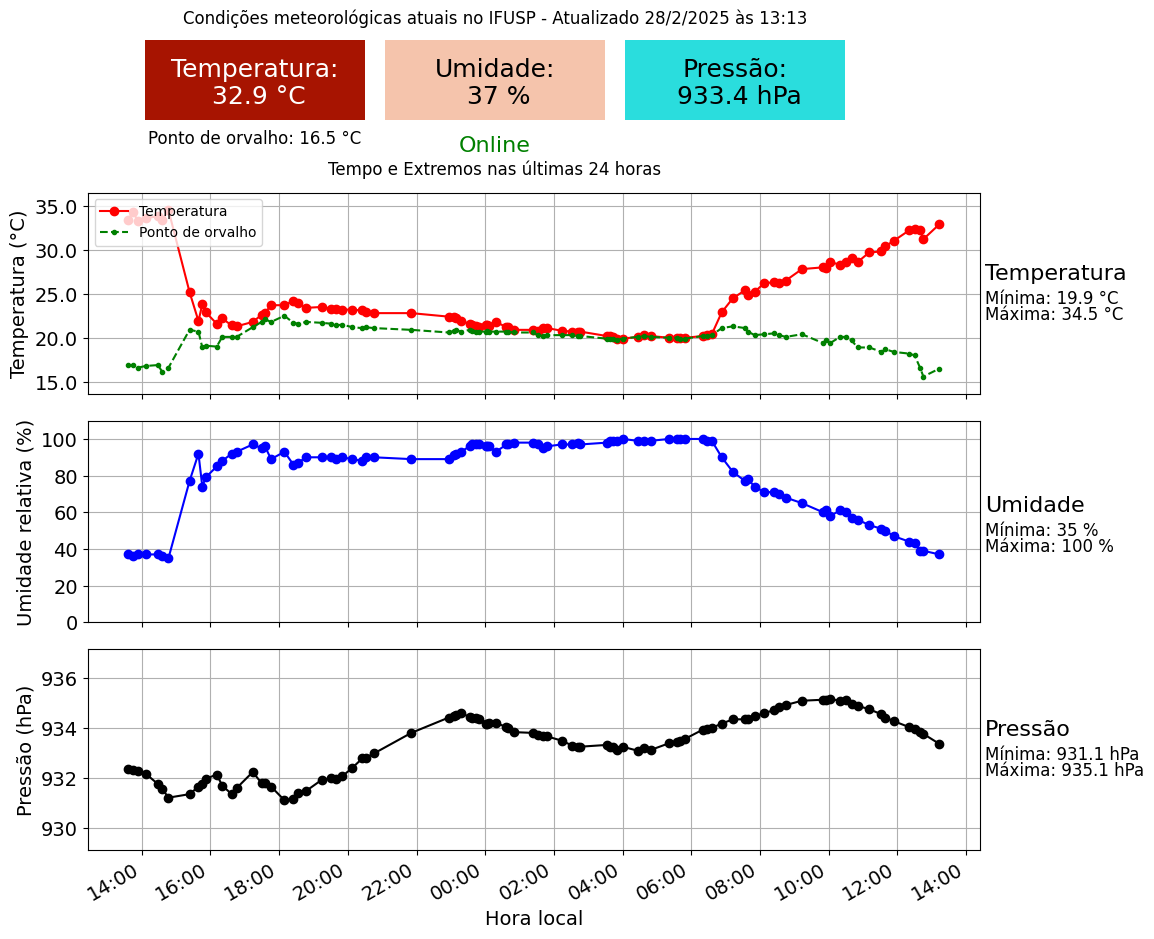 Condições meteorológicas atuais no IFUSP - Atualizado 28/2/2025 às 13:13
Temperatura:
32.9 °C
Umidade:
37 %
Pressão:
933.4 hPa
Ponto de orvalho: 16.5 °C
Online
Tempo e Extremos nas últimas 24 horas
Temperatura (°C)
35.0
30.0
25.0
20.0
15.0
Temperatura
Ponto de orvalho
Temperatura
Mínima: 19.9 °C
Máxima: 34.5 °C
Umidade relativa (%)
100
80
60
40
20
0
Umidade
Mínima: 35 %
Máxima: 100 %
Pressão (hPa)
936
934
932
930
Pressão
Mínima: 931.1 hPa
Máxima: 935.1 hPa
14:00 16:00 18:00 20:00 22:00 00:00 02:00 04:00 06:00 08:00 10:00 12:00 14:00
Hora local